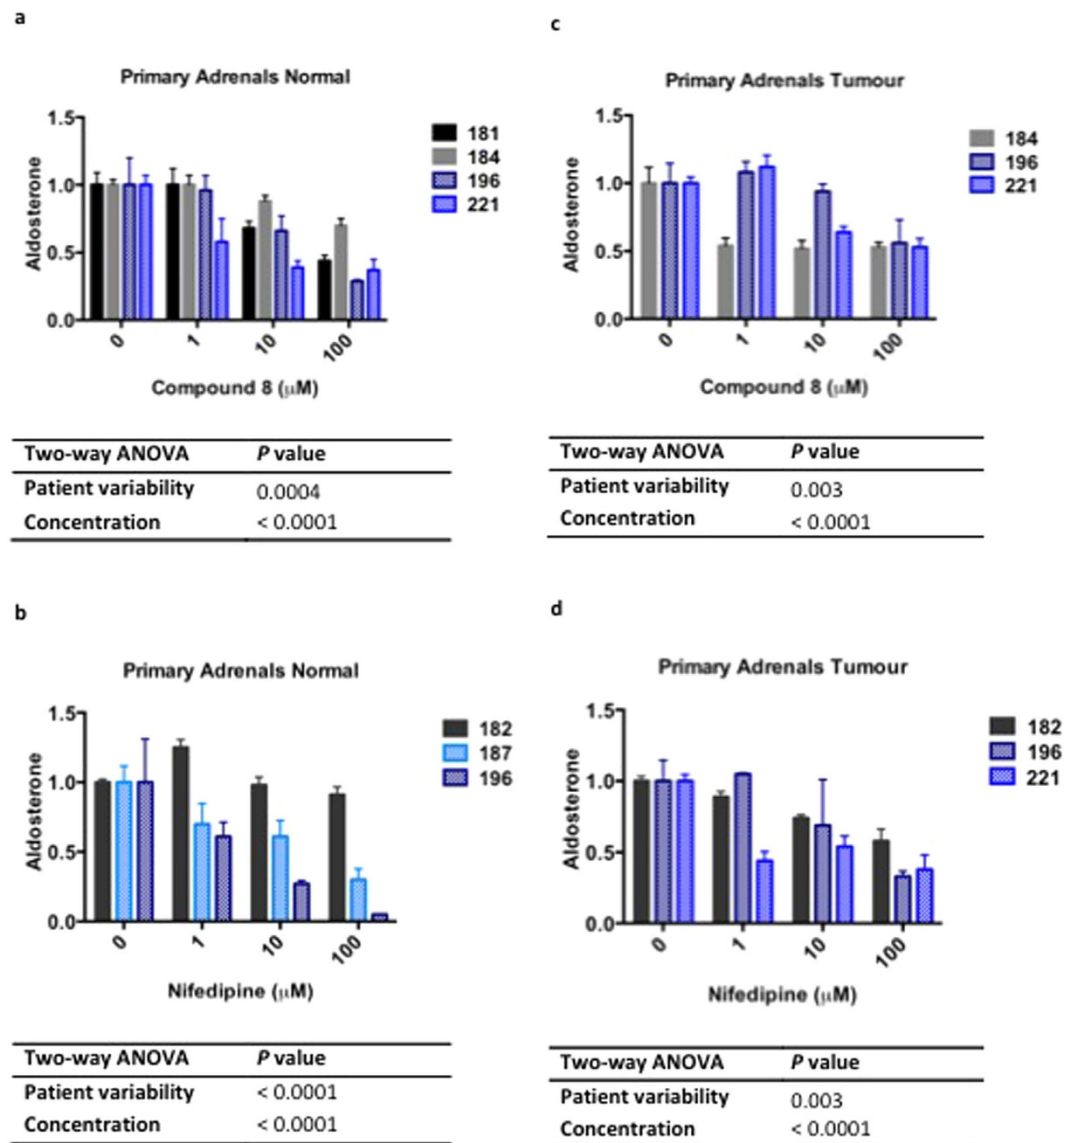 a
Primary Adrenals Normal
1.5
1.0
0.5
0.0
Aldosterone
0
1
10
100
Compound 8 (µM)
181
184
196
221
Two-way ANOVA P value
Patient variability 0.0004
Concentration < 0.0001
c
Primary Adrenals Tumour
1.5
1.0
0.5
0.0
Aldosterone
0
1
10
100
Compound 8 (µM)
184
196
221
Two-way ANOVA P value
Patient variability 0.003
Concentration < 0.0001
b
Primary Adrenals Normal
1.5
1.0
0.5
0.0
Aldosterone
0
1
10
100
Nifedipine (µM)
182
187
196
Two-way ANOVA P value
Patient variability < 0.0001
Concentration < 0.0001
d
Primary Adrenals Tumour
1.5
1.0
0.5
0.0
Aldosterone
0
1
10
100
Nifedipine (µM)
182
196
221
Two-way ANOVA P value
Patient variability 0.003
Concentration < 0.0001